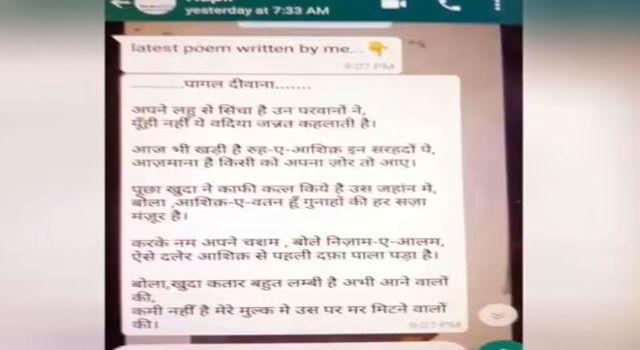 yesterday at 7:33 AM
latest poem written by me... 👇
9:07 PM
...........पागल दीवाना.......
अपने लहु से सिंचा है उन परवानों ने,
यूँही नहीं ये वदिया जन्नत कहलाती है।
आज भी खड़ी है रुह-ए-आशिक़ इन सरहदों पे,
आज़माना है किसी को अपना ज़ोर तो आए।
पूछा खुदा ने काफी कत्ल किये है उस जहांन मे,
बोला ,आशिक़-ए-वतन हूँ गुनाहों की हर सज़ा
मंज़ूर है।
करके नम अपने चशम , बोले निज़ाम-ए-आलम,
ऐसे दलेर आशिक़ से पहली दफ़ा पाला पड़ा है।
बोला,खुदा कतार बहुत लम्बी है अभी आने वालों
की,
कमी नहीं है मेरे मुल्क मे उस पर मर मिटने वालों
की।
9:07 PM